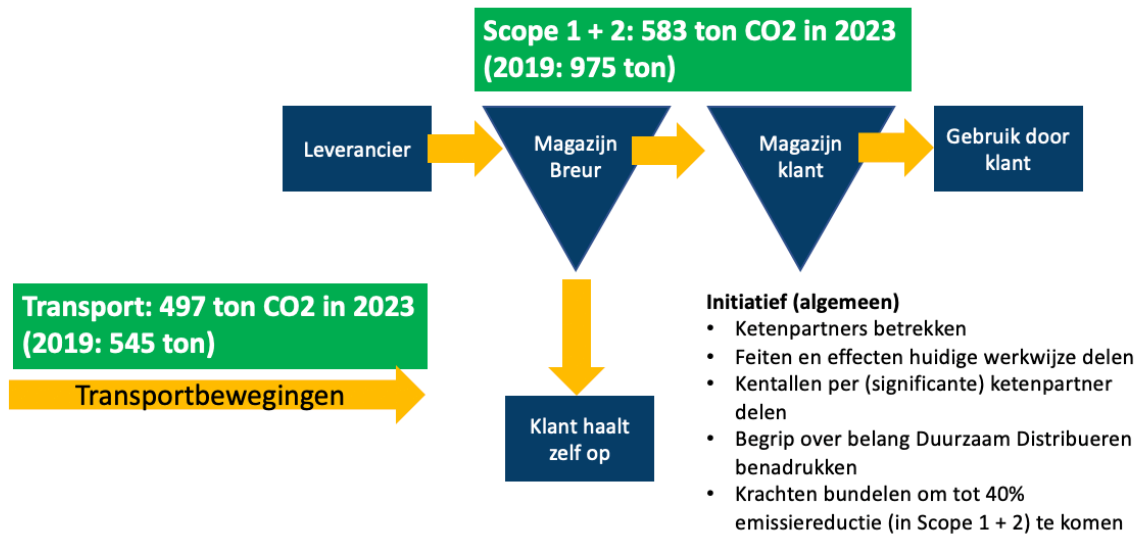 Scope 1 + 2: 583 ton CO2 in 2023
(2019: 975 ton)
Leverancier
Magazijn
Breur
Magazijn
klant
Gebruik door
klant
Transport: 497 ton CO2 in 2023
(2019: 545 ton)
Transportbewegingen
Klant haalt
zelf op
Initiatief (algemeen)
• Ketenpartners betrekken
• Feiten en effecten huidige werkwijze delen
• Kentallen per (significante) ketenpartner
delen
• Begrip over belang Duurzaam Distribueren
benadrukken
• Krachten bundelen om tot 40%
emissiereductie (in Scope 1 + 2) te komen